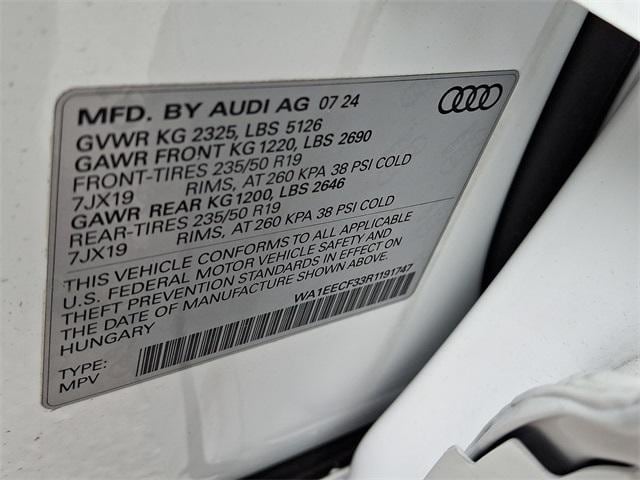 MFD. BY AUDI AG 07 24
GVWR KG 2325, LBS 5126
GAWR FRONT KG 1220, LBS 2690
FRONT-TIRES 235/50 R19
7JX19 RIMS, AT 260 KPA 38 PSI COLD
GAWR REAR KG 1200, LBS 2646
REAR-TIRES 235/50 R19
7JX19 RIMS, AT 260 KPA 38 PSI COLD
THIS VEHICLE CONFORMS TO ALL APPLICABLE
U.S. FEDERAL MOTOR VEHICLE SAFETY AND
THEFT PREVENTION STANDARDS IN EFFECT ON
THE DATE OF MANUFACTURE SHOWN ABOVE.
HUNGARY WA1EECF33R1191747
TYPE:
MPV